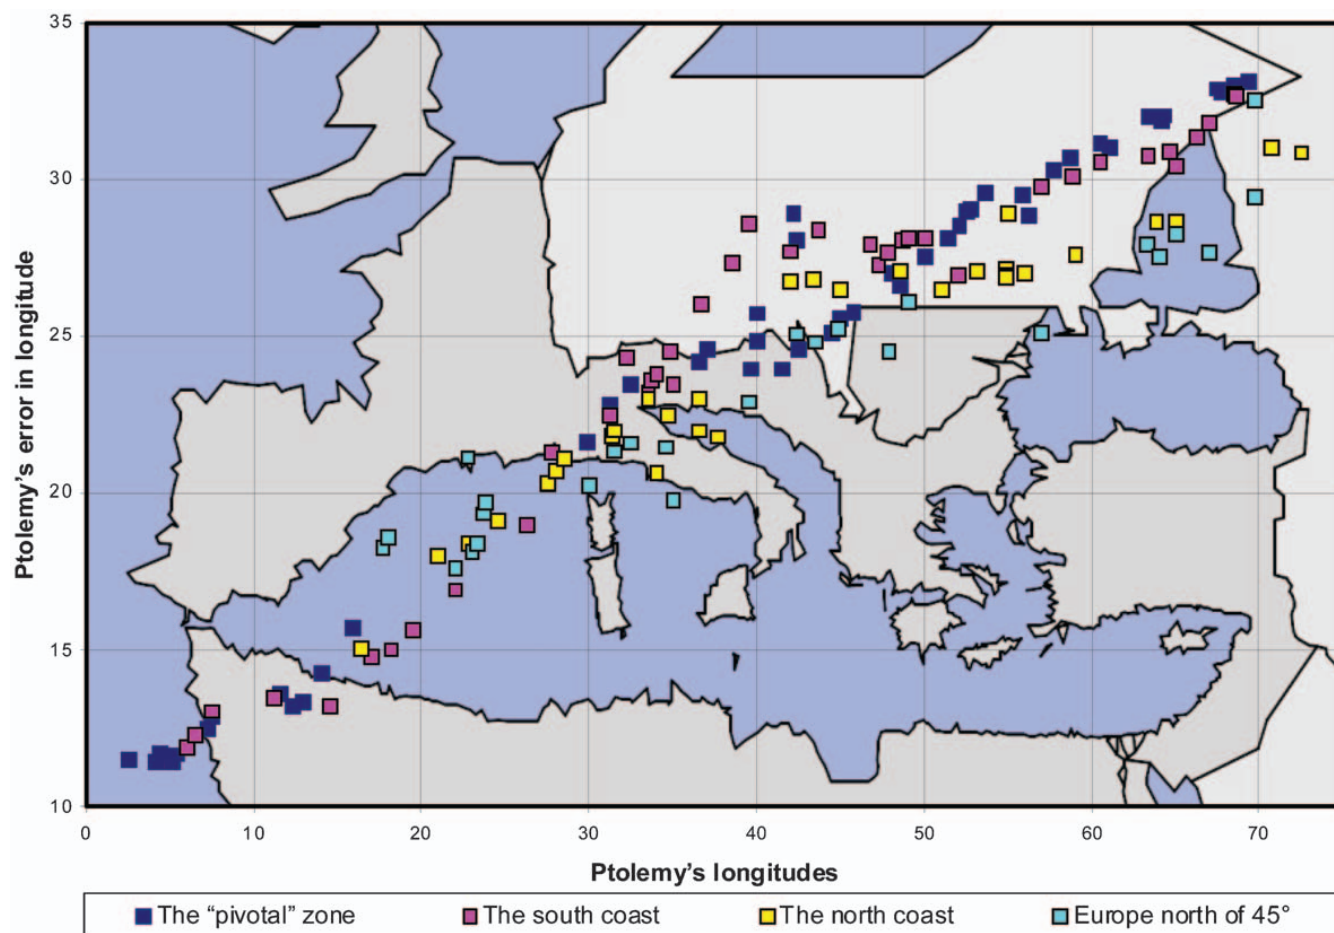 35
30
25
20
15
10
Ptolemy's error in longitude
0 10 20 30 40 50 60 70
Ptolemy's longitudes
The “pivotal” zone The south coast The north coast Europe north of 45°